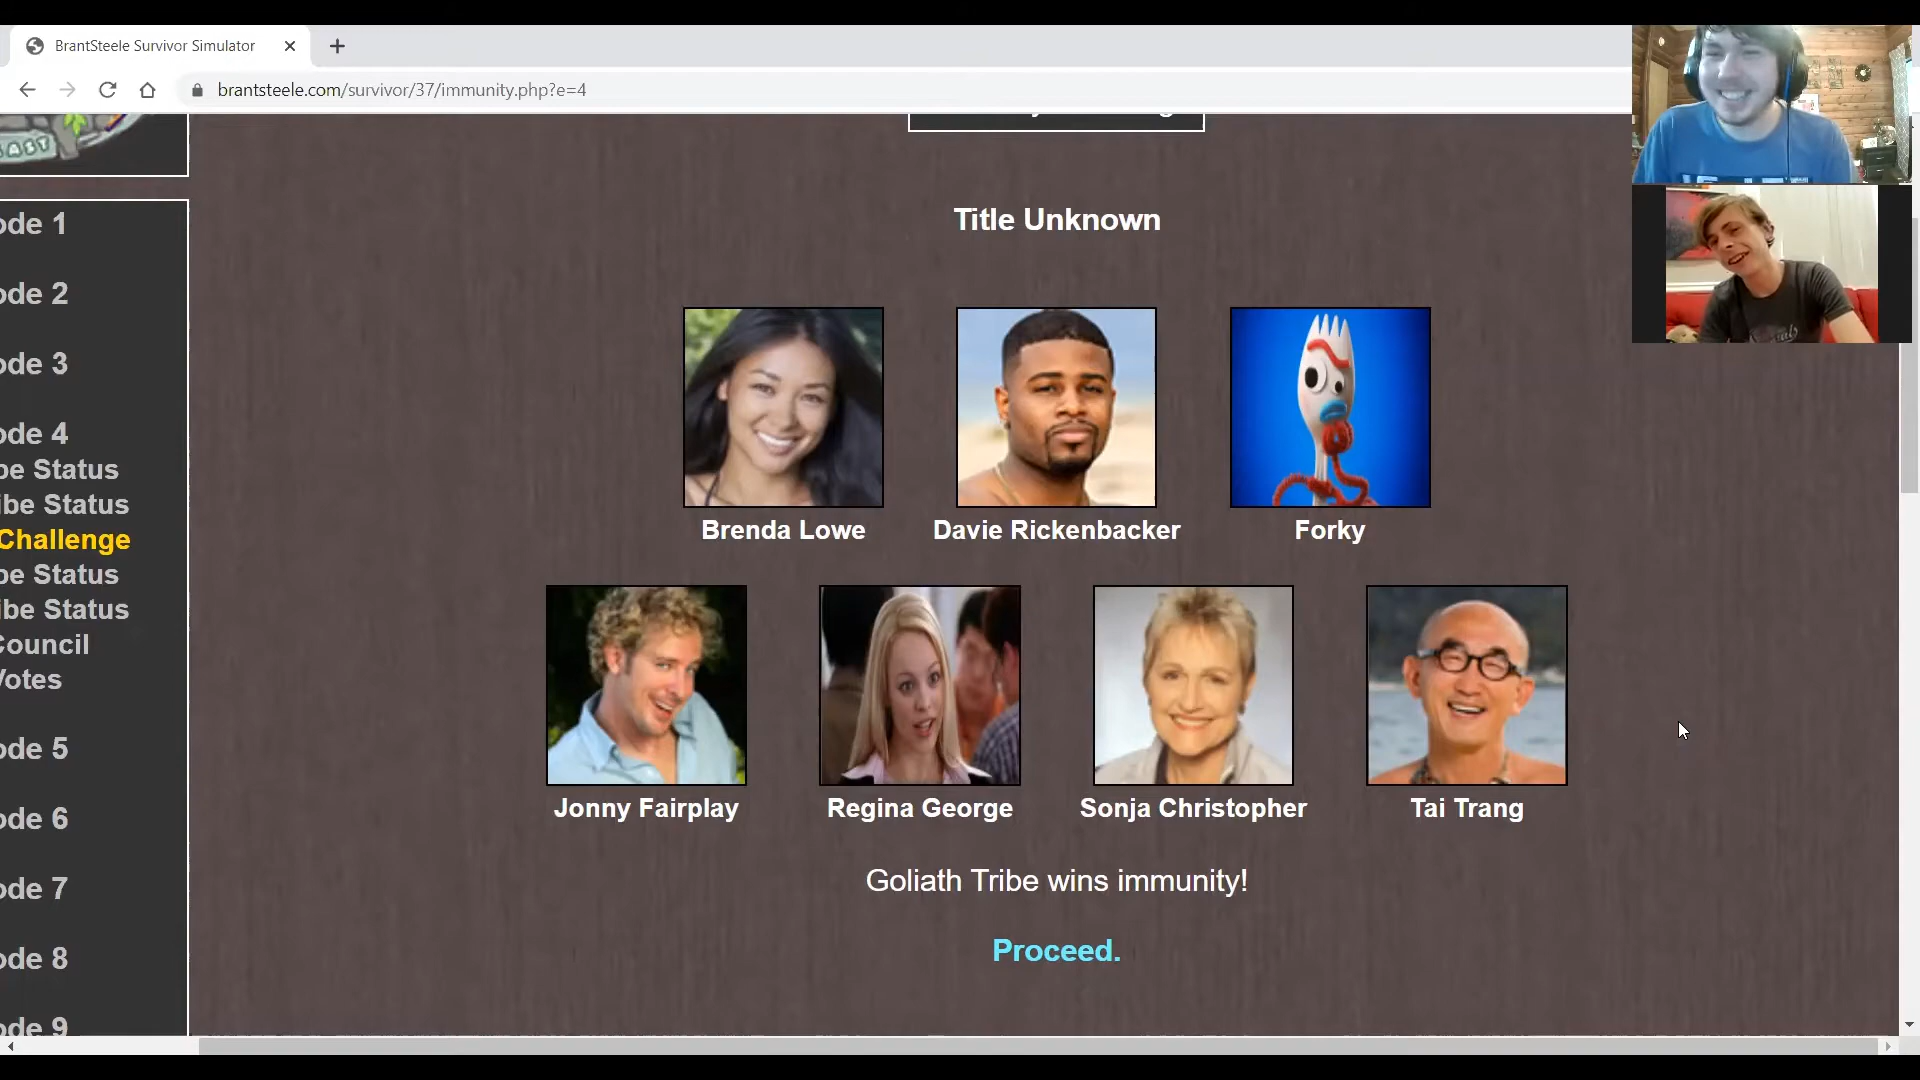 BrantSteele Survivor Simulator
brantsteele.com/survivor/37/immunity.php?e=4
AST
ode 1
ode 2
ode 3
ode 4
be Status
ibe Status
Challenge
be Status
ibe Status
Council
Votes
ode 5
ode 6
ode 7
ode 8
ode 9
Title Unknown
Brenda Lowe
Davie Rickenbacker
Forky
Jonny Fairplay
Regina George
Sonja Christopher
Tai Trang
Goliath Tribe wins immunity!
Proceed.